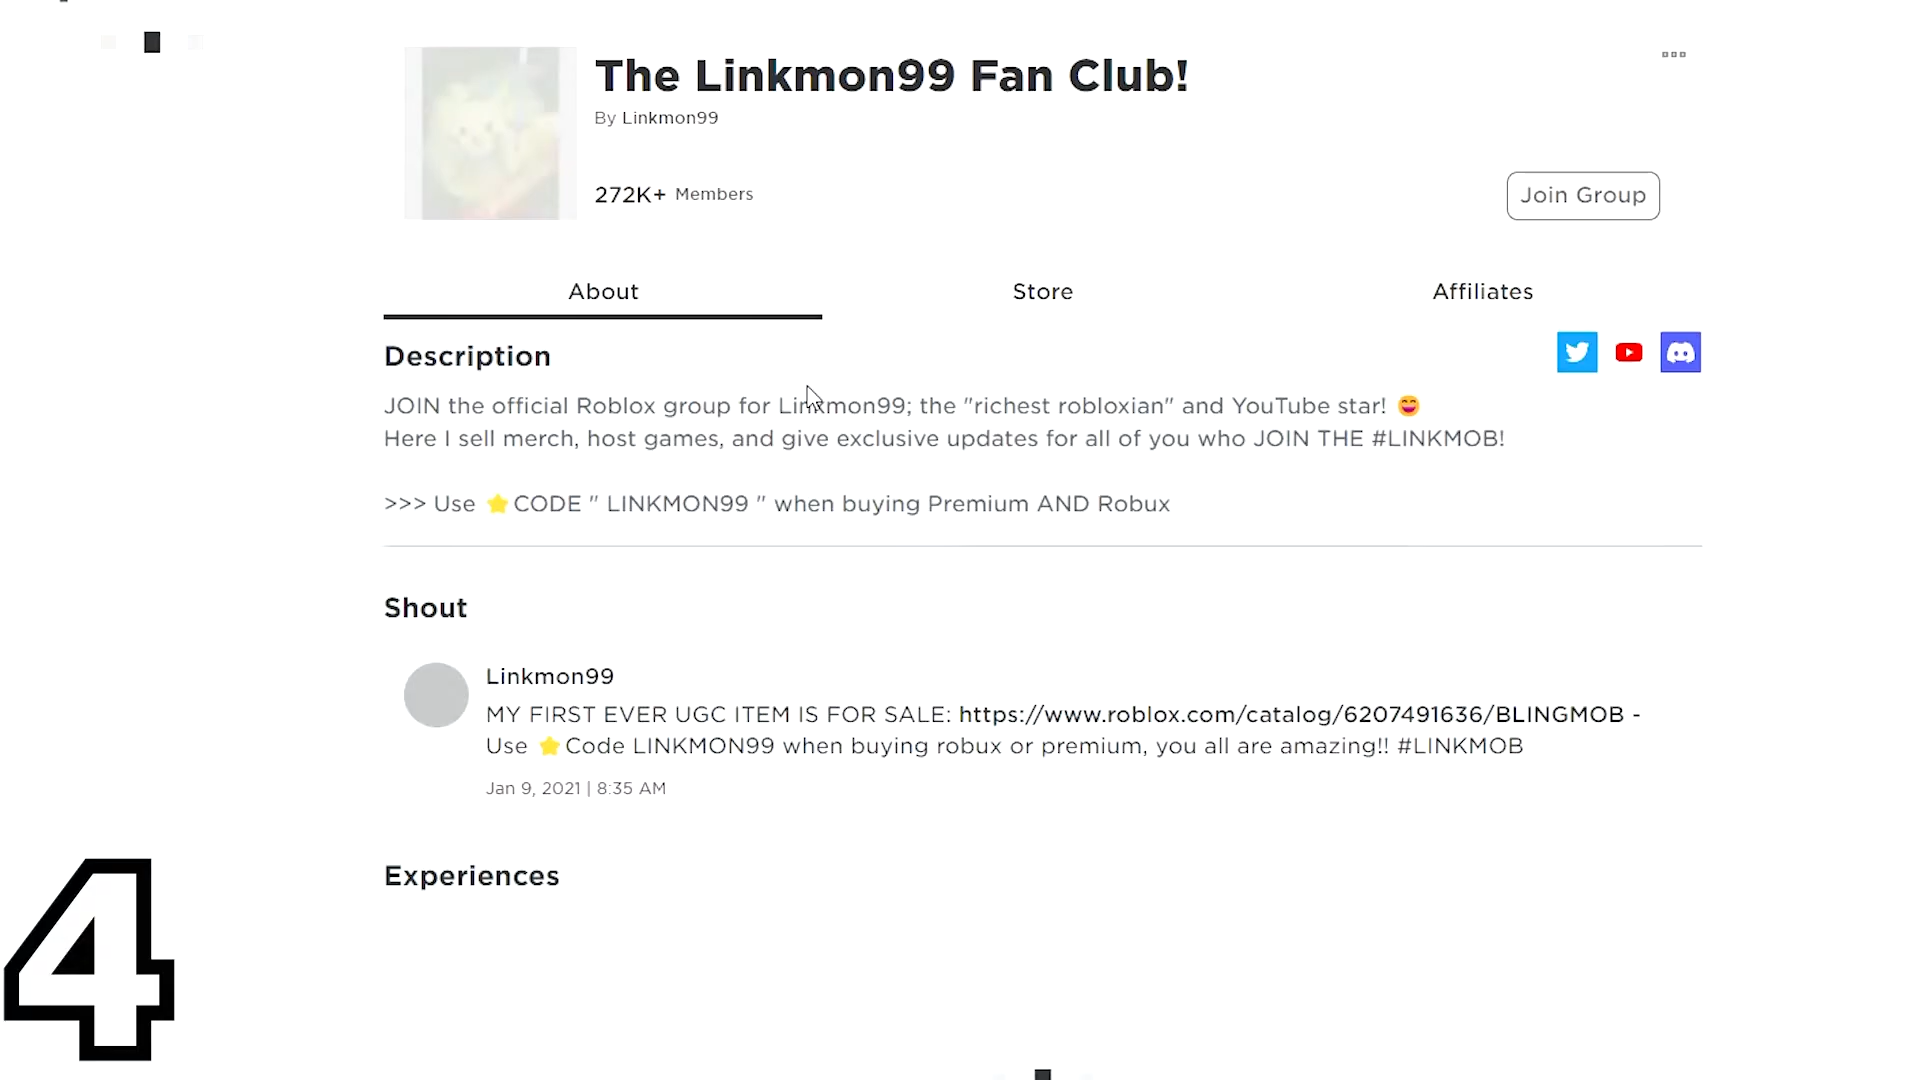 The Linkmon99 Fan Club!
By Linkmon99
272K+ Members
Join Group
About
Store
Affiliates
Description
JOIN the official Roblox group for Linkmon99; the "richest robloxian" and YouTube star! 😄
Here I sell merch, host games, and give exclusive updates for all of you who JOIN THE #LINKMOB!
>>> Use ⭐CODE " LINKMON99 " when buying Premium AND Robux
Shout
Linkmon99
MY FIRST EVER UGC ITEM IS FOR SALE: https://www.roblox.com/catalog/6207491636/BLINGMOB -
Use ⭐Code LINKMON99 when buying robux or premium, you all are amazing!! #LINKMOB
Jan 9, 2021 | 8:35 AM
Experiences
4